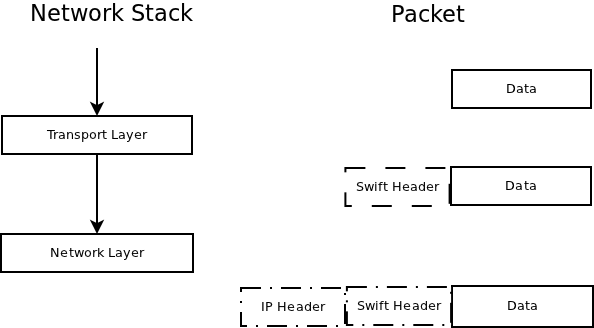 Network Stack
Packet
Data
Transport Layer
Swift Header
Data
Network Layer
IP Header
Swift Header
Data